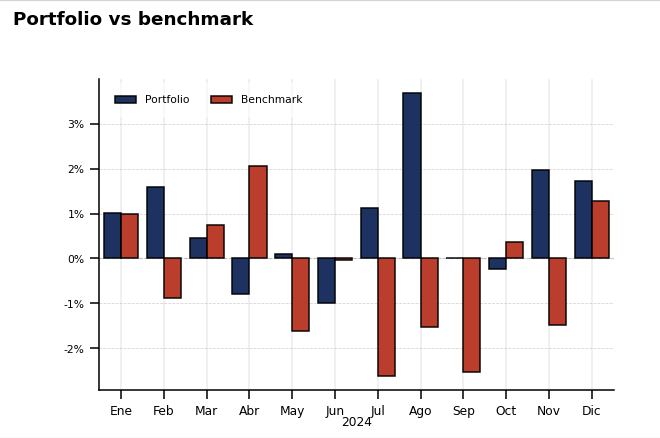 Portfolio vs benchmark
Portfolio Benchmark
3%
2%
1%
0%
-1%
-2%
Ene Feb Mar Abr May Jun Jul Ago Sep Oct Nov Dic
2024